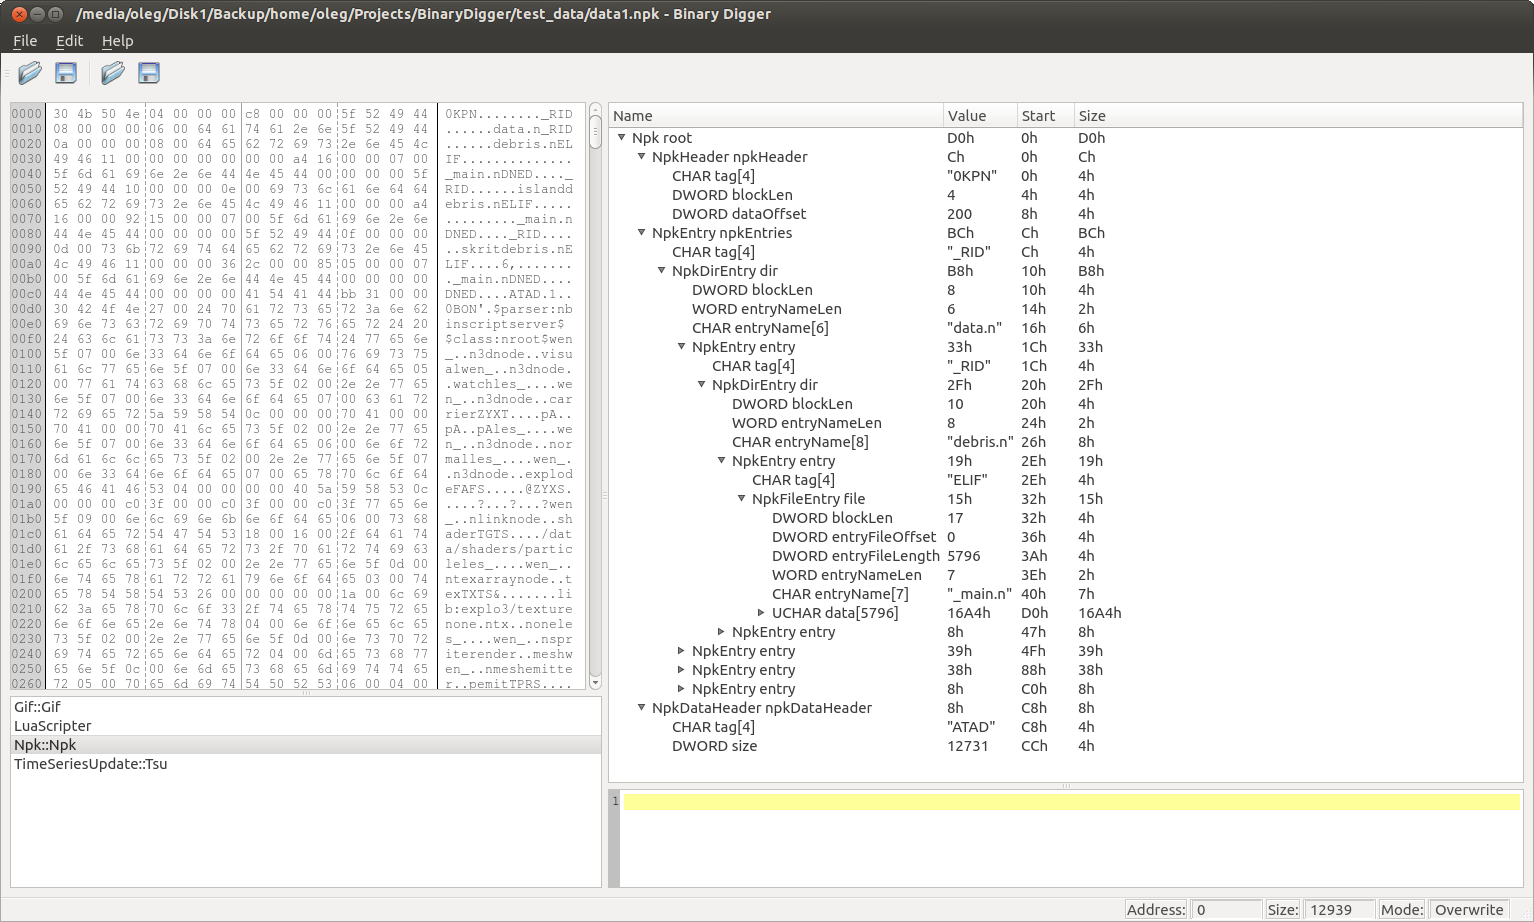 /media/oleg/Disk1/Backup/home/oleg/Projects/BinaryDigger/test_data/data1.npk - Binary Digger
File Edit Help
0000 30 4b 50 4e 04 00 00 00 c8 00 00 00 5f 52 49 44 0KPN........_RID
0010 08 00 00 00 06 00 64 61 74 61 2e 6e 5f 52 49 44 ......data.n_RID
0020 0a 00 00 00 08 00 64 65 62 72 69 73 2e 6e 45 4c ......debris.nEL
0030 49 46 11 00 00 00 00 00 00 00 a4 16 00 00 07 00 IF..............
0040 5f 6d 61 69 6e 2e 6e 44 4e 45 44 00 00 00 00 5f _main.nDNED...._
0050 52 49 44 10 00 00 00 0e 00 69 73 6c 61 6e 64 64 RID......islandd
0060 65 62 72 69 73 2e 6e 45 4c 49 46 11 00 00 00 a4 ebris.nELIF.....
0070 16 00 00 92 15 00 00 07 00 5f 6d 61 69 6e 2e 6e ........._main.n
0080 44 4e 45 44 00 00 00 00 5f 52 49 44 0f 00 00 00 DNED...._RID....
0090 0d 00 73 6b 72 69 74 64 65 62 72 69 73 2e 6e 45 ..skritdebris.nE
00a0 4c 49 46 11 00 00 00 36 2c 00 00 85 05 00 00 07 LIF....6,.......
00b0 00 5f 6d 61 69 6e 2e 6e 44 4e 45 44 00 00 00 00 ._main.nDNED....
00c0 44 4e 45 44 00 00 00 00 41 54 41 44 bb 31 00 00 DNED....ATAD.1..
00d0 30 42 4f 4e 27 00 24 70 61 72 73 65 72 3a 6e 62 0BON'.$parser:nb
00e0 69 6e 73 63 72 69 70 74 73 65 72 76 65 72 24 20 inscriptserver$
00f0 24 63 6c 61 73 73 3a 6e 72 6f 6f 74 24 77 65 6e $class:nroot$wen
0100 5f 07 00 6e 33 64 6e 6f 64 65 06 00 76 69 73 75 _..n3dnode..visu
0110 61 6c 77 65 6e 5f 07 00 6e 33 64 6e 6f 64 65 05 alwen_..n3dnode.
0120 00 77 61 74 63 68 6c 65 73 5f 02 00 2e 2e 77 65 .watchles_....we
0130 6e 5f 07 00 6e 33 64 6e 6f 64 65 07 00 63 61 72 n_..n3dnode..car
0140 72 69 65 72 5a 59 58 54 0c 00 00 00 00 70 41 00 rierZYXT.....pA.
0150 70 41 00 00 70 41 6c 65 73 5f 02 00 2e 2e 77 65 pA..pAles_....we
0160 6e 5f 07 00 6e 33 64 6e 6f 64 65 06 00 6e 6f 72 n_..n3dnode..nor
0170 6d 61 6c 6c 65 73 5f 02 00 2e 2e 77 65 6e 5f 07 malles_....wen_.
0180 00 6e 33 64 6e 6f 64 65 07 00 65 78 70 6c 6f 64 .n3dnode..explod
0190 65 46 41 46 53 04 00 00 00 00 40 5a 59 58 53 0c eFAFS.....@ZYXS.
01a0 00 00 00 c0 3f 00 00 c0 3f 00 00 c0 3f 77 65 6e ....?...?...?wen
01b0 5f 09 00 6e 6c 69 6e 6b 6e 6f 64 65 06 00 73 68 _..nlinknode..sh
01c0 61 64 65 72 54 47 54 53 18 00 16 00 2f 64 61 74 aderTGTS..../dat
01d0 61 2f 73 68 61 64 65 72 73 2f 70 61 72 74 69 63 a/shaders/partic
01e0 6c 65 6c 65 73 5f 02 00 2e 2e 77 65 6e 5f 0d 00 leles_....wen_..
01f0 6e 74 65 78 61 72 72 61 79 6e 6f 64 65 03 00 74 ntexarraynode..t
0200 65 78 54 58 54 53 26 00 00 00 00 00 1a 00 6c 69 exTXTS&.......li
0210 62 3a 65 78 70 6c 6f 33 2f 74 65 78 74 75 72 65 b:explo3/texture
0220 6e 6f 6e 65 2e 6e 74 78 04 00 6e 6f 6e 65 6c 65 none.ntx..nonele
0230 73 5f 02 00 2e 2e 77 65 6e 5f 0d 00 6e 73 70 72 s_....wen_..nspr
0240 69 74 65 72 65 6e 64 65 72 04 00 6d 65 73 68 77 iterender..meshw
0250 65 6e 5f 0c 00 6e 6d 65 73 68 65 6d 69 74 74 65 en_..nmeshemitte
0260 72 05 00 70 65 6d 69 74 54 50 52 53 06 00 04 00 r..pemitTPRS....
Gif::Gif
LuaScripter
Npk::Npk
TimeSeriesUpdate::Tsu
Name Value Start Size
Npk root D0h 0h D0h
NpkHeader npkHeader Ch 0h Ch
CHAR tag[4] "0KPN" 0h 4h
DWORD blockLen 4 4h 4h
DWORD dataOffset 200 8h 4h
NpkEntry npkEntries BCh Ch BCh
CHAR tag[4] "_RID" Ch 4h
NpkDirEntry dir B8h 10h B8h
DWORD blockLen 8 10h 4h
WORD entryNameLen 6 14h 2h
CHAR entryName[6] "data.n" 16h 6h
NpkEntry entry 33h 1Ch 33h
CHAR tag[4] "_RID" 1Ch 4h
NpkDirEntry dir 2Fh 20h 2Fh
DWORD blockLen 10 20h 4h
WORD entryNameLen 8 24h 2h
CHAR entryName[8] "debris.n" 26h 8h
NpkEntry entry 19h 2Eh 19h
CHAR tag[4] "ELIF" 2Eh 4h
NpkFileEntry file 15h 32h 15h
DWORD blockLen 17 32h 4h
DWORD entryFileOffset 0 36h 4h
DWORD entryFileLength 5796 3Ah 4h
WORD entryNameLen 7 3Eh 2h
CHAR entryName[7] "_main.n" 40h 7h
UCHAR data[5796] 16A4h D0h 16A4h
NpkEntry entry 8h 47h 8h
NpkEntry entry 39h 4Fh 39h
NpkEntry entry 38h 88h 38h
NpkEntry entry 8h C0h 8h
NpkDataHeader npkDataHeader 8h C8h 8h
CHAR tag[4] "ATAD" C8h 4h
DWORD size 12731 CCh 4h
1
Address: 0 Size: 12939 Mode: Overwrite